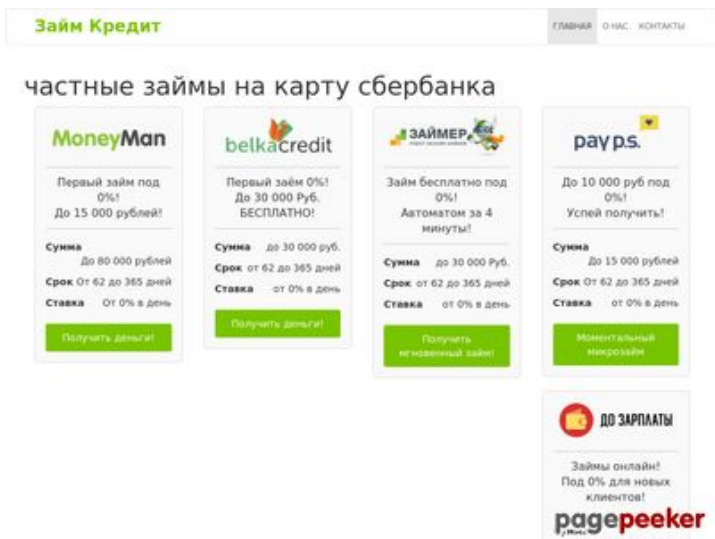 Займ Кредит
ГЛАВНАЯ О НАС КОНТАКТЫ
частные займы на карту сбербанка
MoneyMan
Первый займ под
0%!
До 15 000 рублей!
Сумма
До 80 000 рублей
Срок От 62 до 365 дней
Ставка От 0% в день
Получить деньги!
belkacredit
Первый заём 0%!
До 30 000 Руб.
БЕСПЛАТНО!
Сумма до 30 000 руб.
Срок от 62 до 365 дней
Ставка от 0% в день
Получить деньги!
ЗАЙМЕР
Займ бесплатно под
0%!
Автоматом за 4
минуты!
Сумма до 30 000 Руб.
Срок от 62 до 365 дней
Ставка от 0% в день
Получить
мгновенный займ!
pay p.s.
До 10 000 руб под
0%!
Успей получить!
Сумма
До 15 000 рублей
Срок От 62 до 365 дней
Ставка от 0% в день
Моментальный
микрозайм
ДО ЗАРПЛАТЫ
Займы онлайн!
Под 0% для новых
клиентов!
pagepeeker